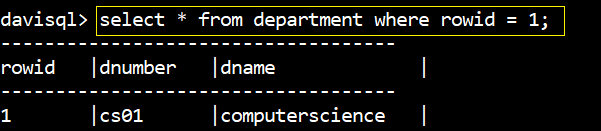 davisql> select * from department where rowid = 1;
------------------------------------
rowid   |dnumber   |dname               |
------------------------------------
1       |cs01      |computerscience     |